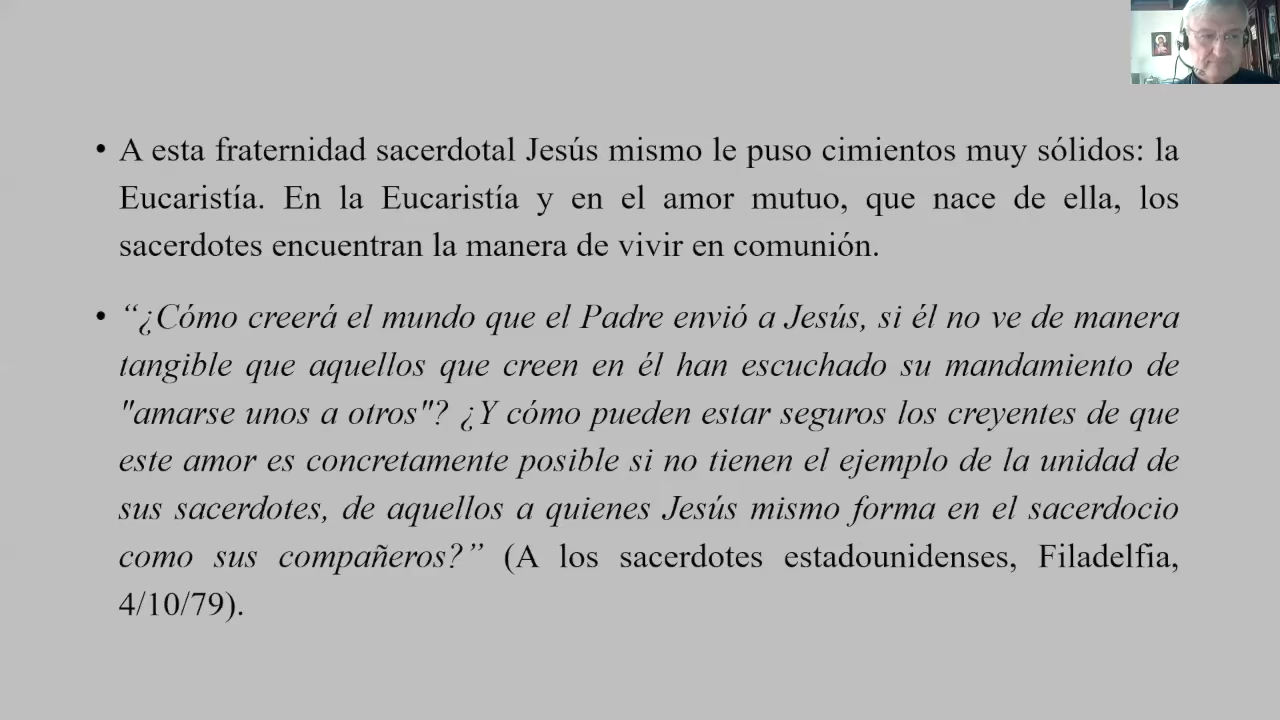 • A esta fraternidad sacerdotal Jesús mismo le puso cimientos muy sólidos: la
Eucaristía. En la Eucaristía y en el amor mutuo, que nace de ella, los
sacerdotes encuentran la manera de vivir en comunión.
• “¿Cómo creerá el mundo que el Padre envió a Jesús, si él no ve de manera
tangible que aquellos que creen en él han escuchado su mandamiento de
"amarse unos a otros"? ¿Y cómo pueden estar seguros los creyentes de que
este amor es concretamente posible si no tienen el ejemplo de la unidad de
sus sacerdotes, de aquellos a quienes Jesús mismo forma en el sacerdocio
como sus compañeros?” (A los sacerdotes estadounidenses, Filadelfia,
4/10/79).